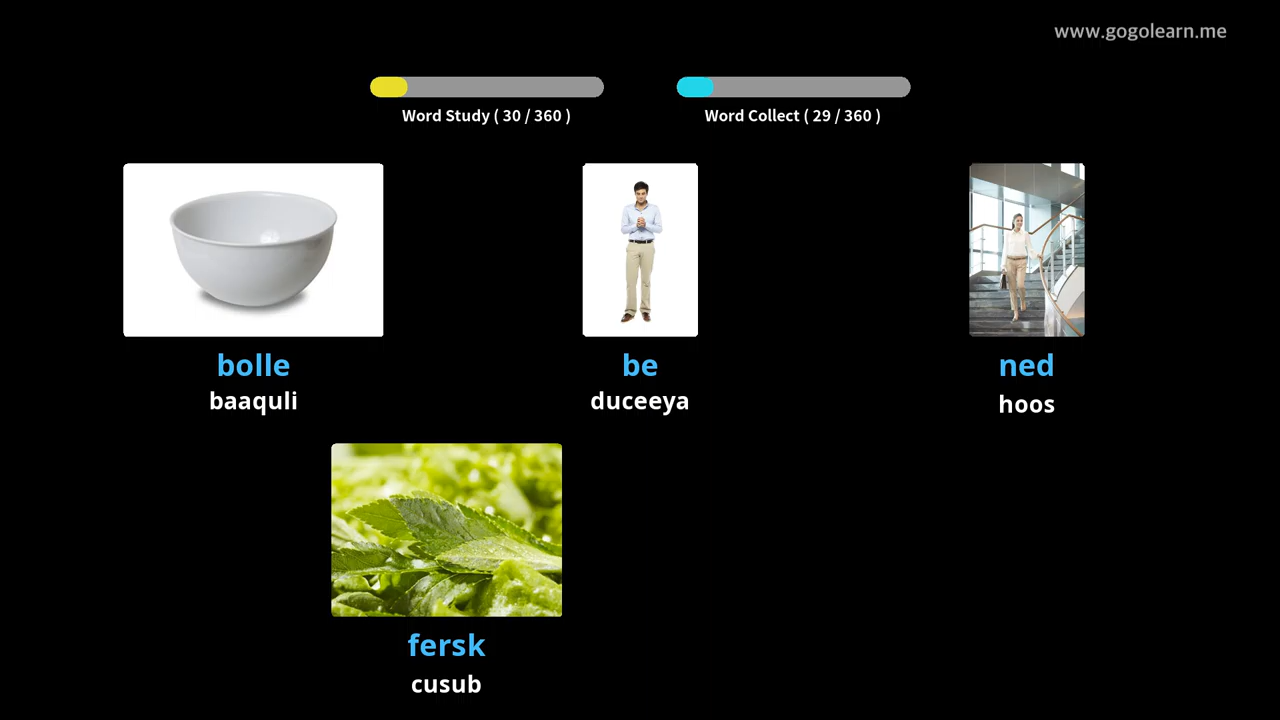 www.gogolearn.me
Word Study ( 30 / 360 )
Word Collect ( 29 / 360 )
bolle
baaquli
be
duceeya
ned
hoos
fersk
cusub